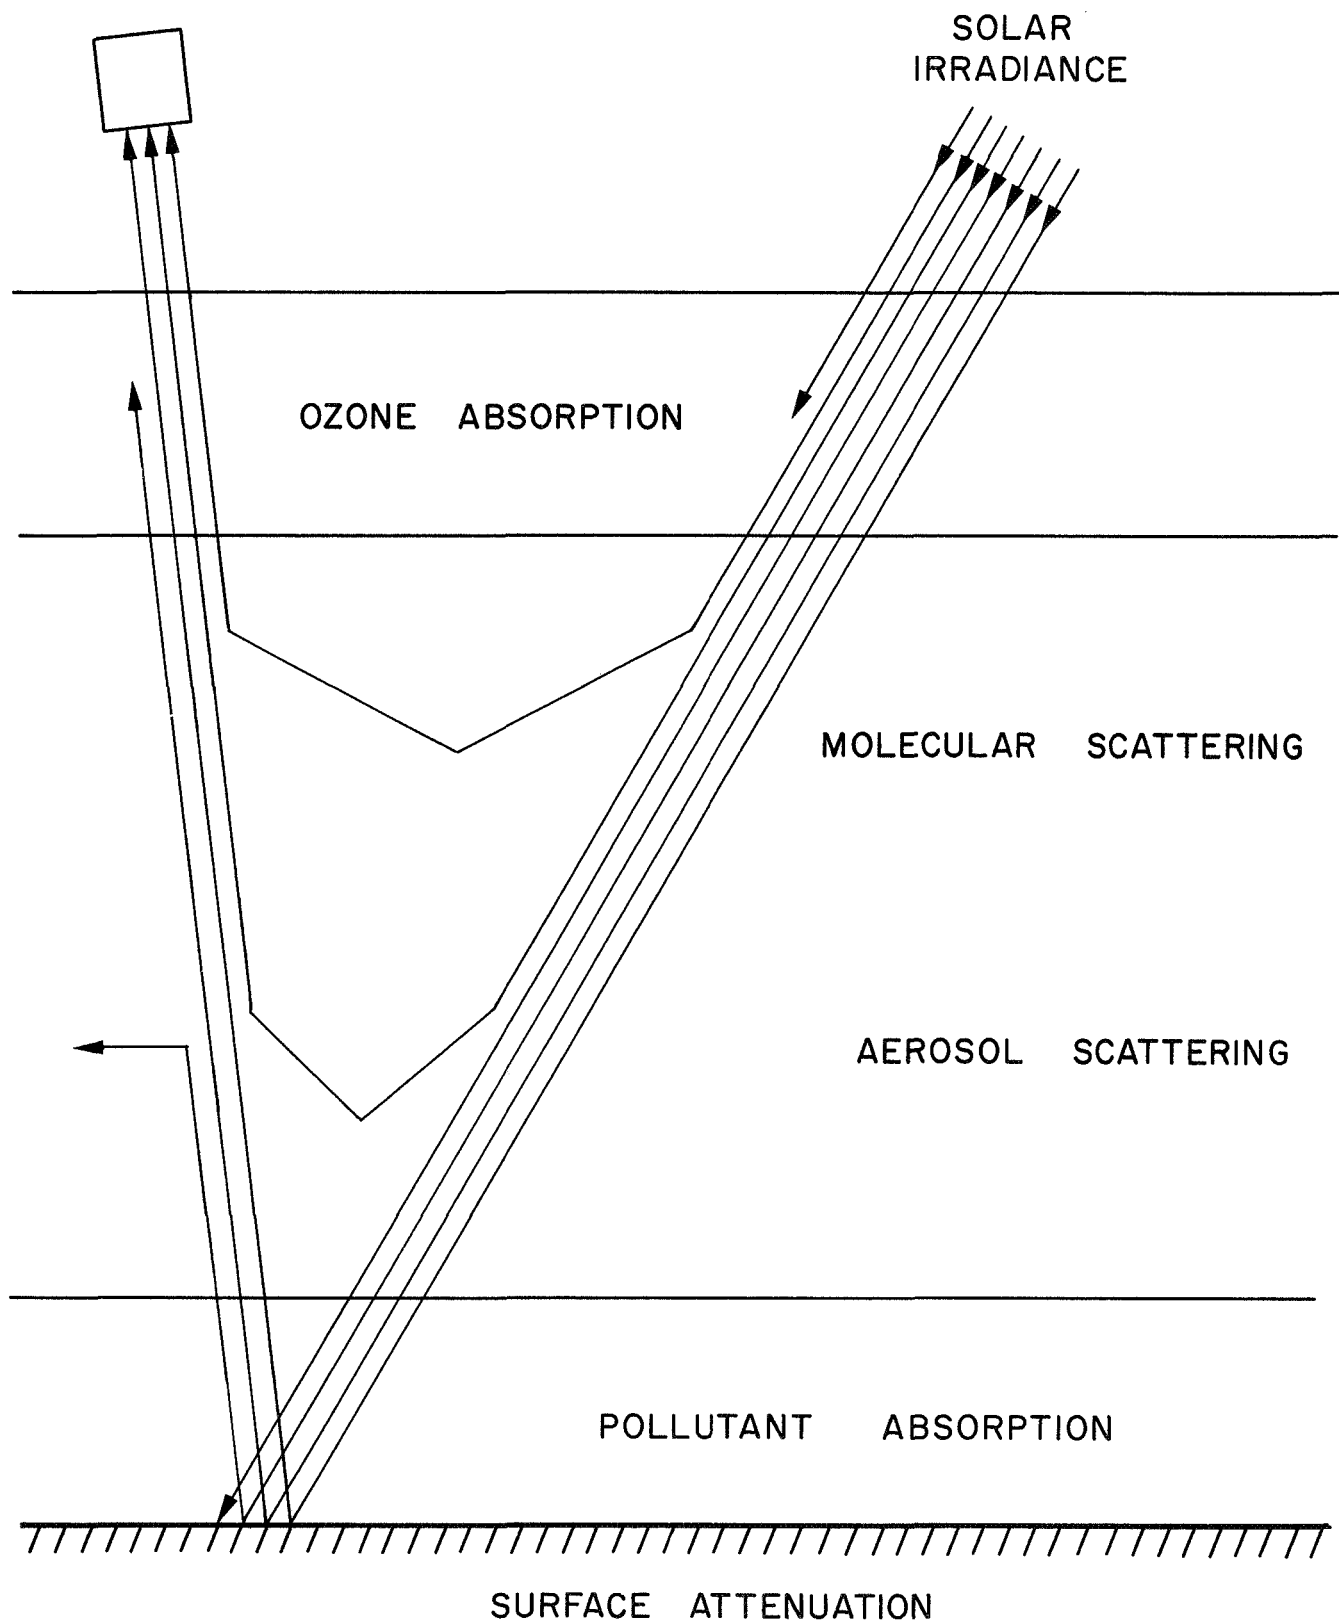 SOLAR
IRRADIANCE
OZONE ABSORPTION
MOLECULAR SCATTERING
AEROSOL SCATTERING
POLLUTANT ABSORPTION
SURFACE ATTENUATION